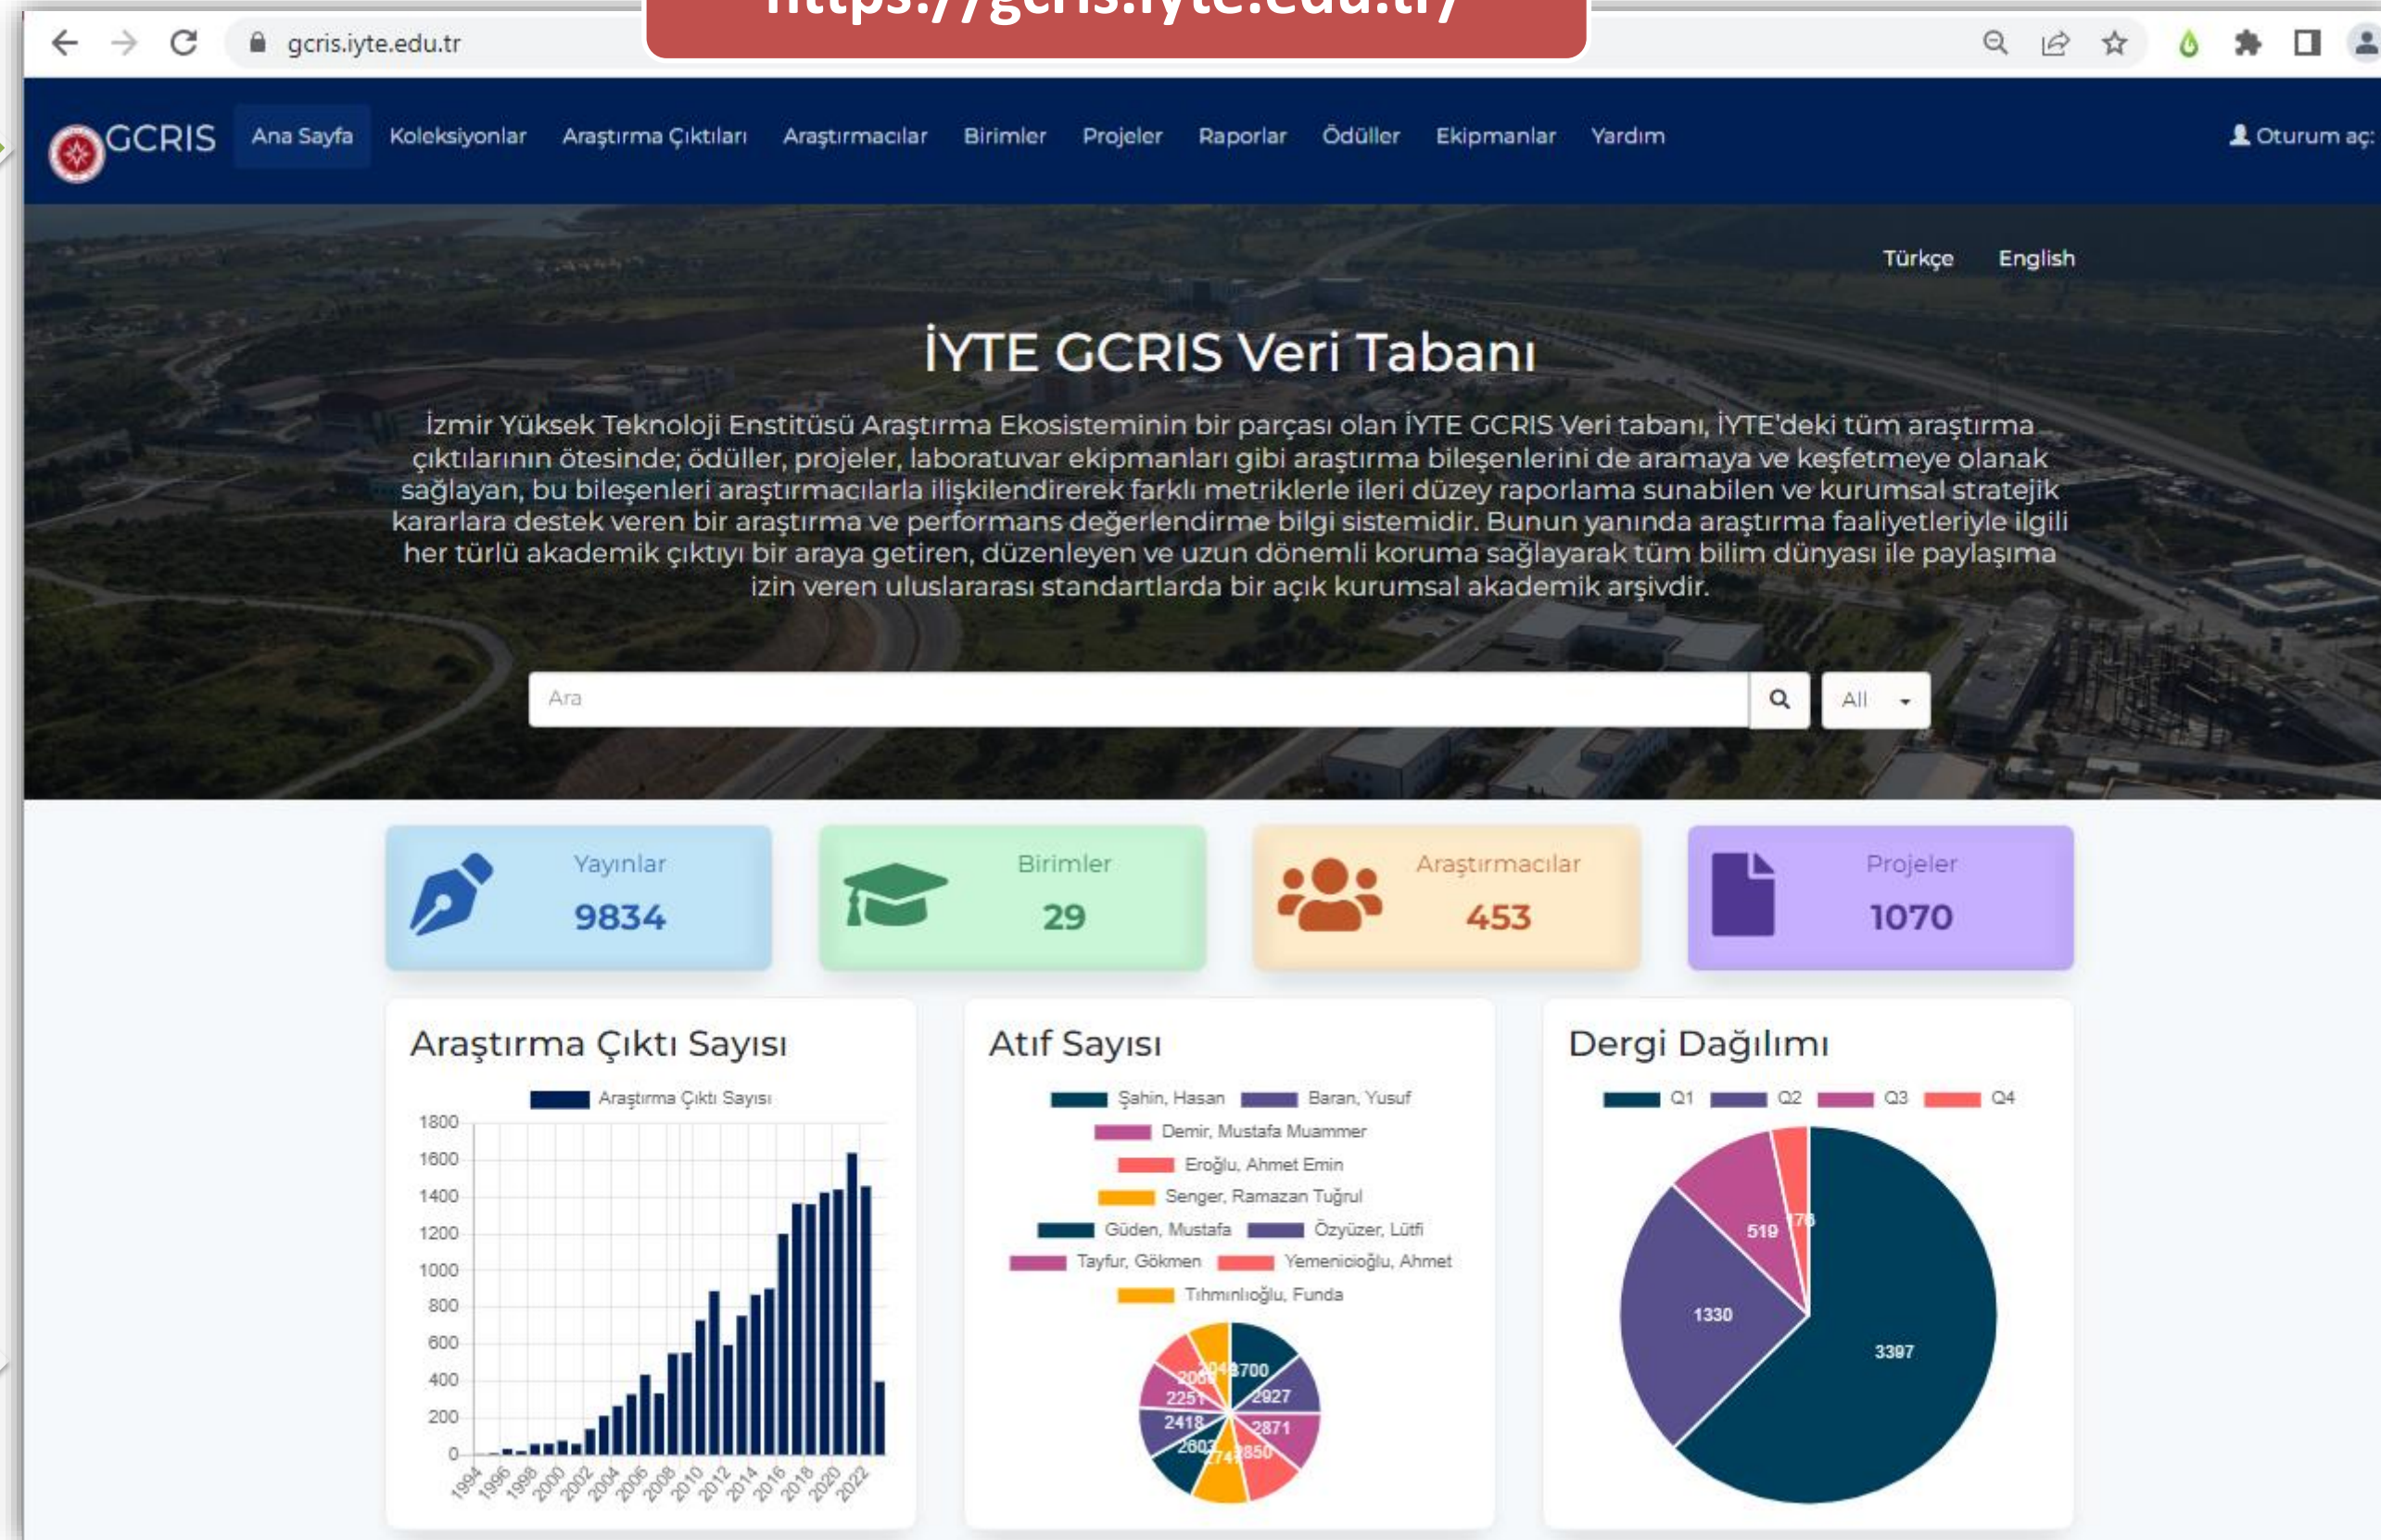 https://gcris.iyte.edu.tr/
gcris.iyte.edu.tr
GCRIS Ana Sayfa Koleksiyonlar Araştırma Çıktıları Araştırmacılar Birimler Projeler Raporlar Ödüller Ekipmanlar Yardım Oturum aç:
Türkçe English
İYTE GCRIS Veri Tabanı
İzmir Yüksek Teknoloji Enstitüsü Araştırma Ekosisteminin bir parçası olan İYTE GCRIS Veri tabanı, İYTE'deki tüm araştırma
çıktılarının ötesinde; ödüller, projeler, laboratuvar ekipmanları gibi araştırma bileşenlerini de aramaya ve keşfetmeye olanak
sağlayan, bu bileşenleri araştırmacılarla ilişkilendirerek farklı metriklerle ileri düzey raporlama sunabilen ve kurumsal stratejik
kararlara destek veren bir araştırma ve performans değerlendirme bilgi sistemidir. Bunun yanında araştırma faaliyetleriyle ilgili
her türlü akademik çıktıyı bir araya getiren, düzenleyen ve uzun dönemli koruma sağlayarak tüm bilim dünyası ile paylaşıma
izin veren uluslararası standartlarda bir açık kurumsal akademik arşivdir.
Ara All
Yayınlar
9834
Birimler
29
Araştırmacılar
453
Projeler
1070
Araştırma Çıktı Sayısı
Araştırma Çıktı Sayısı
1800
1600
1400
1200
1000
800
600
400
200
0
1994 1996 1998 2000 2002 2004 2006 2008 2010 2012 2014 2016 2018 2020 2022
Atıf Sayısı
Şahin, Hasan Baran, Yusuf
Demir, Mustafa Muammer
Eroğlu, Ahmet Emin
Senger, Ramazan Tuğrul
Güden, Mustafa Özyüzer, Lütfi
Tayfur, Gökmen Yemenicioğlu, Ahmet
Tıhmınlıoğlu, Funda
3700
2927
2871
2850
2603
2418
2251
Dergi Dağılımı
Q1 Q2 Q3 Q4
519
176
1330
3397